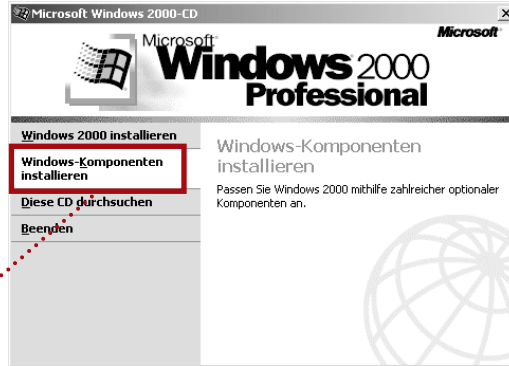 Microsoft Windows 2000-CD
Microsoft
Microsoft
Windows 2000
Professional
Windows 2000 installieren
Windows-Komponenten
installieren
Diese CD durchsuchen
Beenden
Windows-Komponenten
installieren
Passen Sie Windows 2000 mithilfe zahlreicher optionaler
Komponenten an.